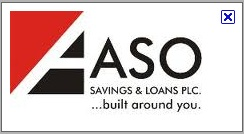 ASO
SAVINGS & LOANS PLC.
...built around you.